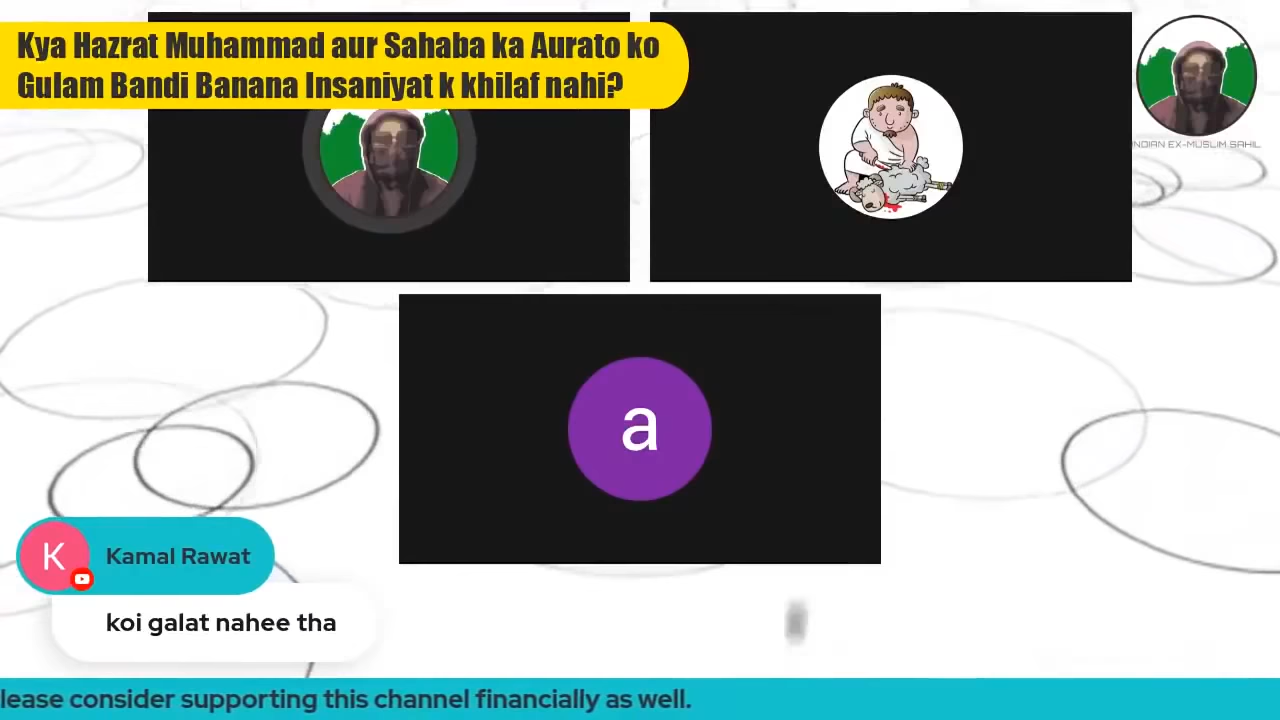 Kya Hazrat Muhammad aur Sahaba ka Aurato ko
Gulam Bandi Banana Insaniyat k khilaf nahi?
NDIAN EX-MUSLIM SAHIL
a
K
Kamal Rawat
koi galat nahee tha
lease consider supporting this channel financially as well.